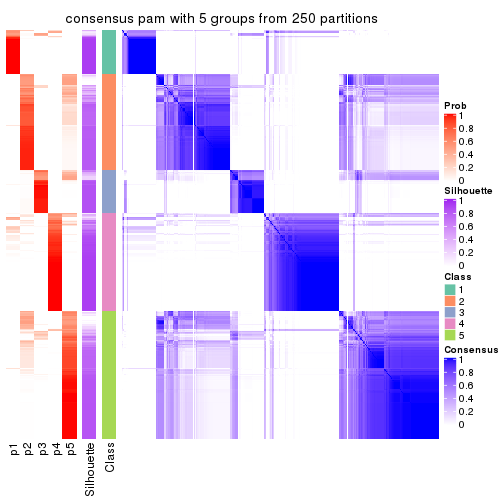 consensus pam with 5 groups from 250 partitions
Prob
1
0.8
0.6
0.4
0.2
0
Silhouette
1
0.8
0.6
0.4
0.2
0
Class
1
2
3
4
5
Consensus
1
0.8
0.6
0.4
0.2
0
p1
p2
p3
p4
p5
Silhouette
Class